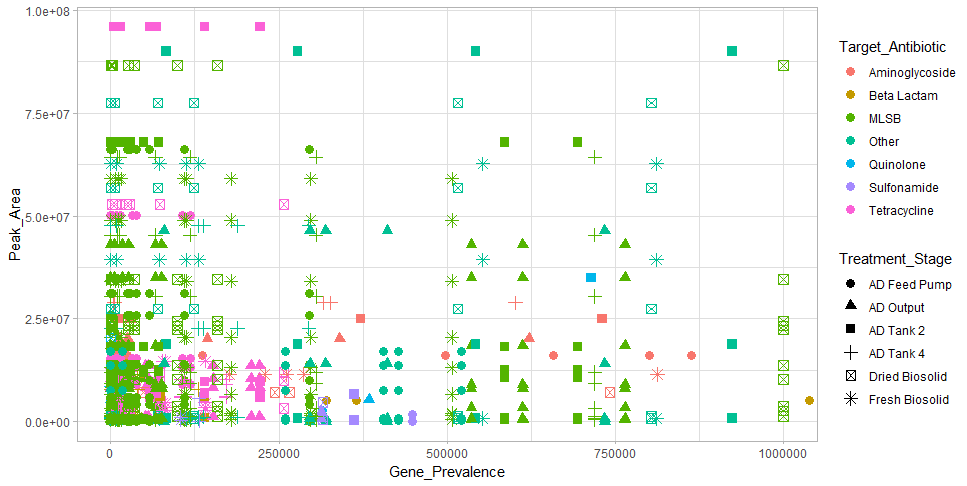 1.0e+08
7.5e+07
5.0e+07
2.5e+07
0.0e+00
Peak_Area
0
250000
500000
750000
1000000
Gene_Prevalence
Target_Antibiotic
Aminoglycoside
Beta Lactam
MLSB
Other
Quinolone
Sulfonamide
Tetracycline
Treatment_Stage
AD Feed Pump
AD Output
AD Tank 2
AD Tank 4
Dried Biosolid
Fresh Biosolid